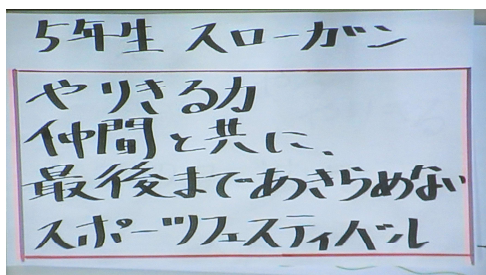 5年生 スローガン
やりきる力
仲間と共に、
最後まであきらめない
スポーツフェスティバル